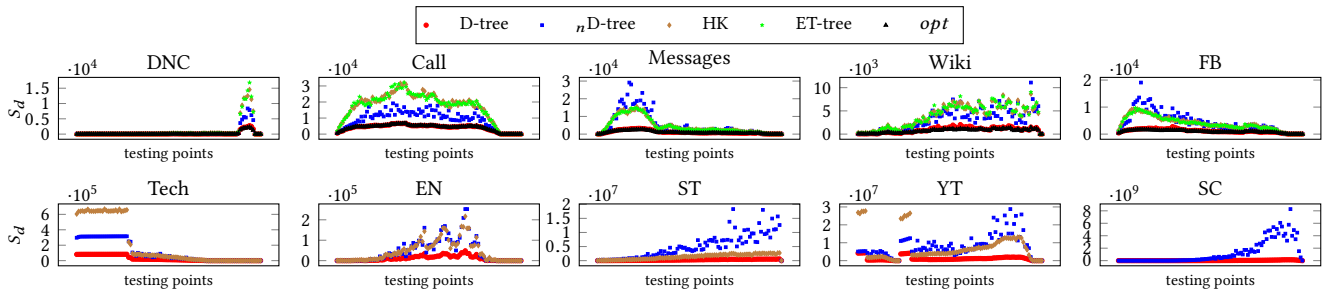 D-tree nD-tree HK ET-tree opt
DNC Call Messages Wiki FB
·10^4 ·10^4 ·10^4 ·10^3 ·10^4
S_d
1.5 1 0.5 0
3 2 1 0
3 2 1 0
10 5 0
2 1.5 1 0.5 0
testing points testing points testing points testing points testing points
Tech EN ST YT SC
·10^5 ·10^5 ·10^7 ·10^7 ·10^9
S_d
6 4 2 0
2 1 0
2 1.5 1 0.5 0
3 2 1 0
8 6 4 2 0
testing points testing points testing points testing points testing points